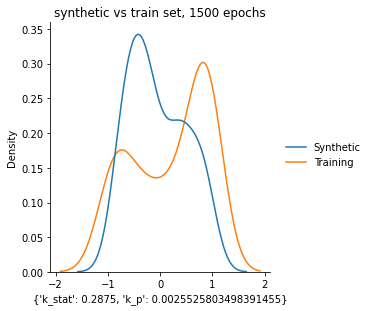 synthetic vs train set, 1500 epochs
0.35
0.30
0.25
0.20
0.15
0.10
0.05
0.00
Density
−2
−1
0
1
2
Synthetic
Training
{'k_stat': 0.2875, 'k_p': 0.0025525803498391455}